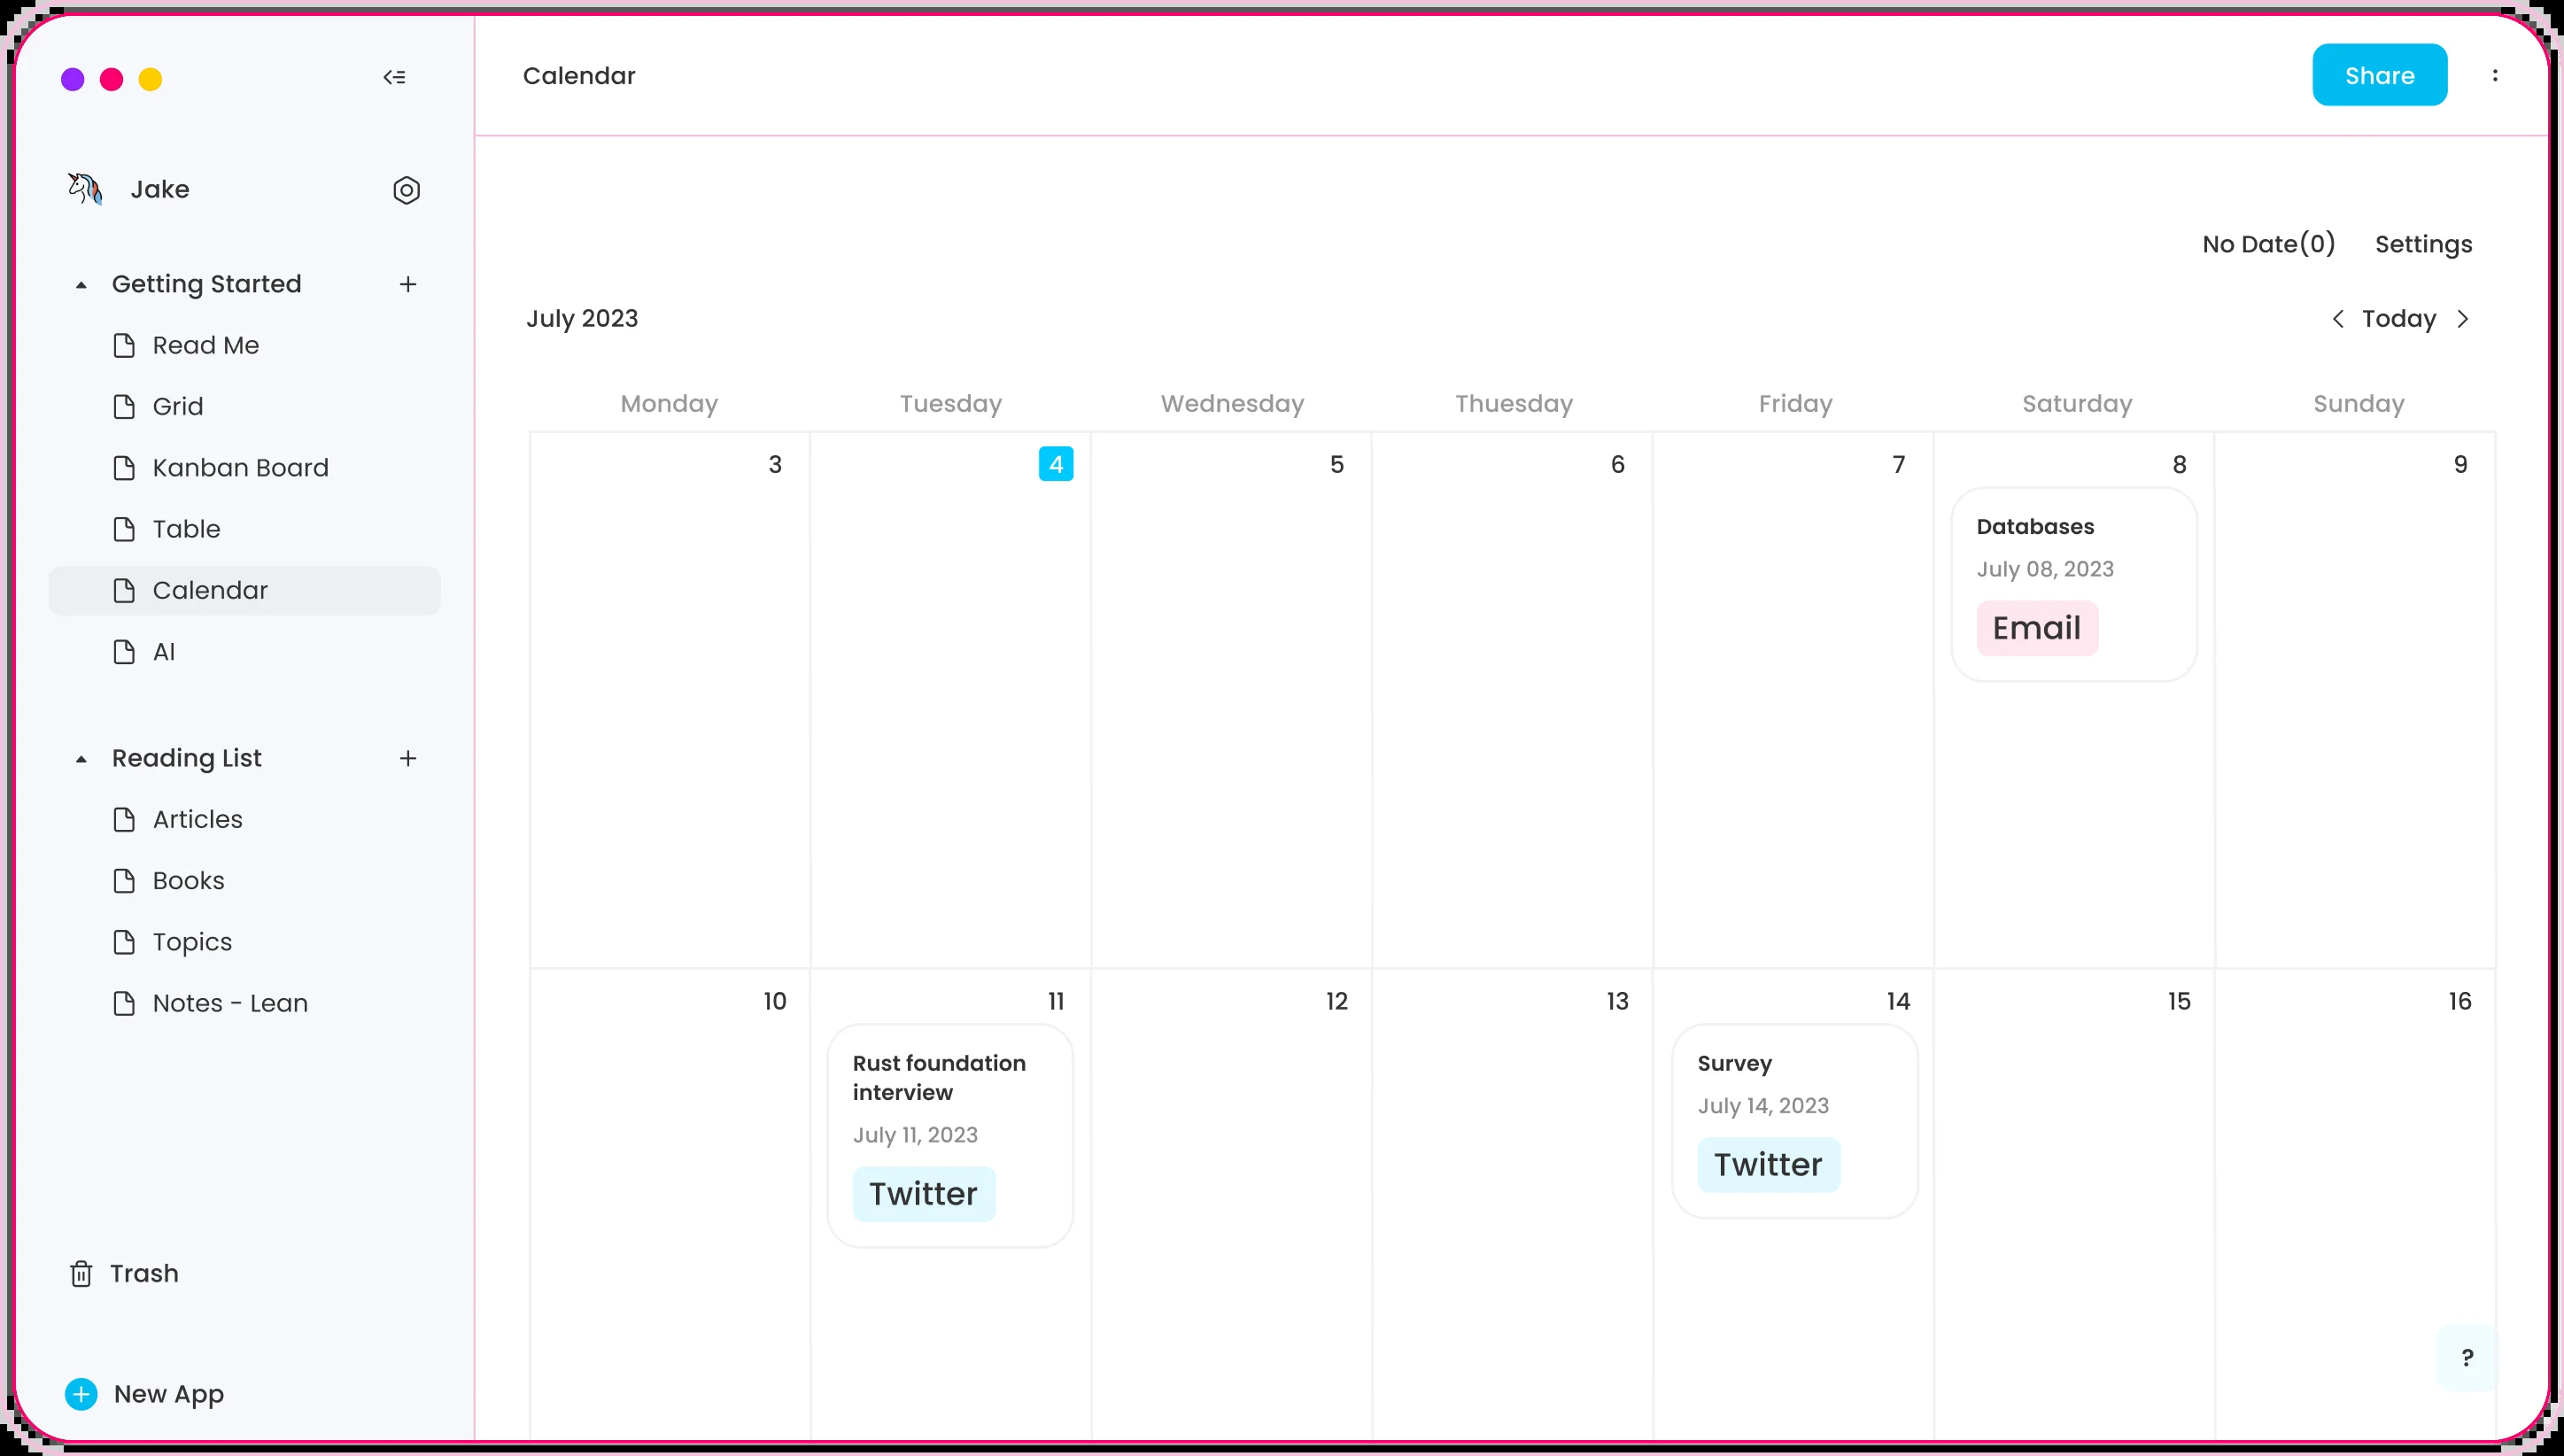 Calendar
Share
Jake
Getting Started
Read Me
Grid
Kanban Board
Table
Calendar
AI
Reading List
Articles
Books
Topics
Notes - Lean
Trash
New App
No Date(0) Settings
July 2023
Today
Monday Tuesday Wednesday Thuesday Friday Saturday Sunday
3 4 5 6 7 8 9
Databases
July 08, 2023
Email
10 11 12 13 14 15 16
Rust foundation
interview
July 11, 2023
Twitter
Survey
July 14, 2023
Twitter
?